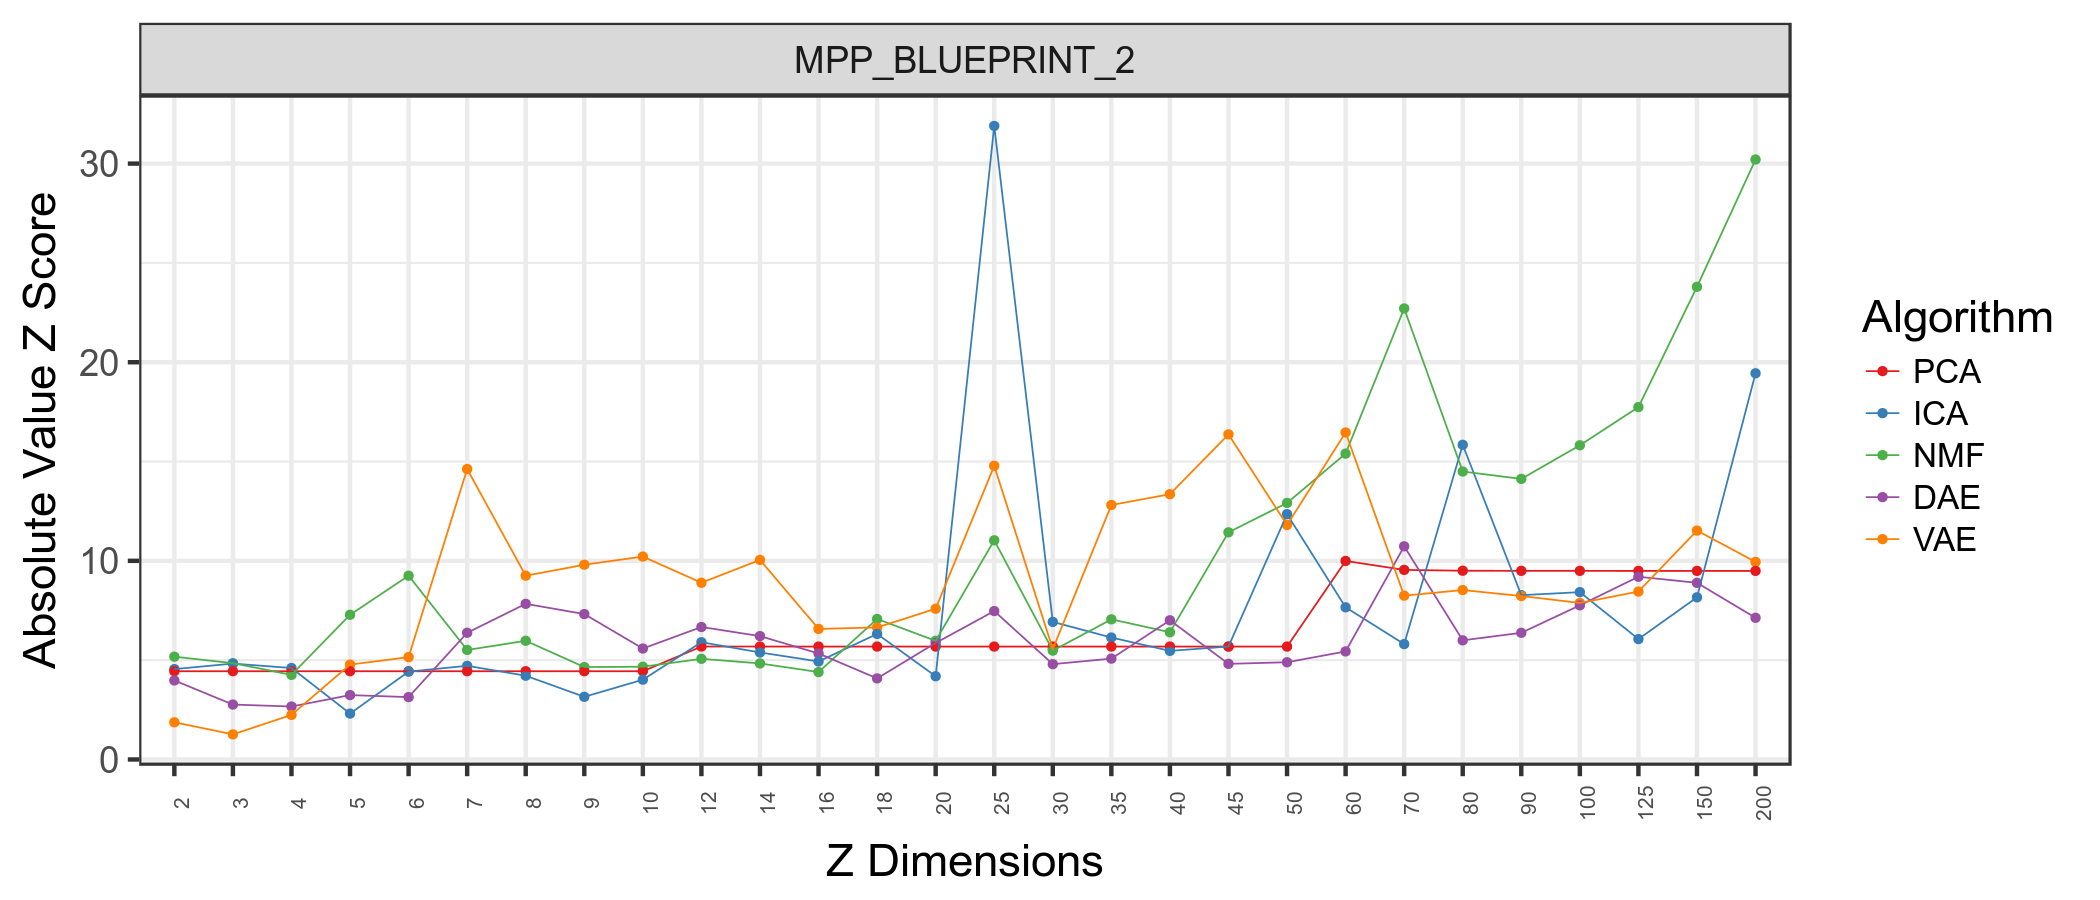 MPP_BLUEPRINT_2
Absolute Value Z Score
30
20
10
0
2 3 4 5 6 7 8 9 10 12 14 16 18 20 25 30 35 40 45 50 60 70 80 90 100 125 150 200
Z Dimensions
Algorithm
PCA
ICA
NMF
DAE
VAE